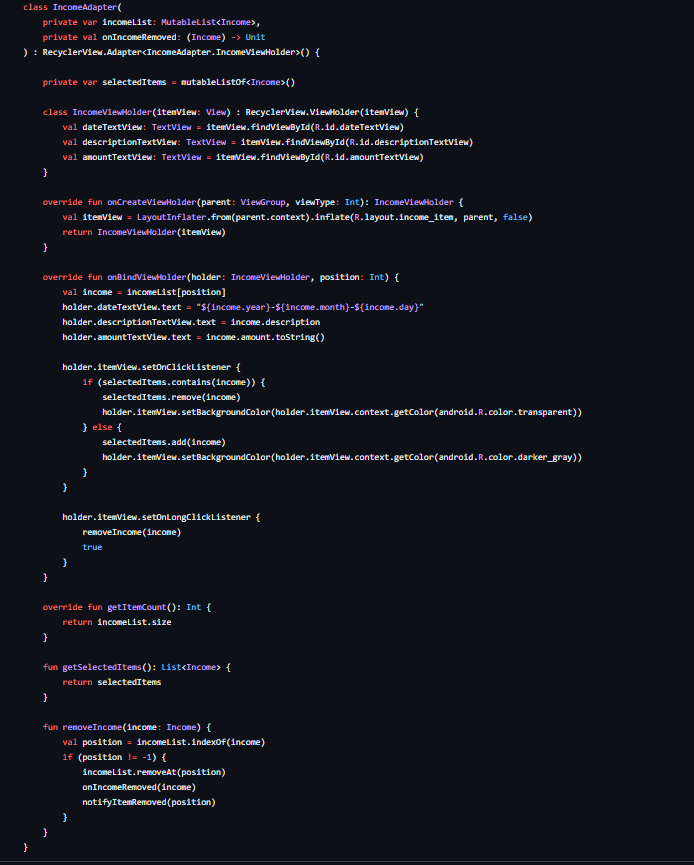 class IncomeAdapter(
    private var incomeList: MutableList<Income>,
    private val onIncomeRemoved: (Income) -> Unit
) : RecyclerView.Adapter<IncomeAdapter.IncomeViewHolder>() {

    private var selectedItems = mutableListOf<Income>()

    class IncomeViewHolder(itemView: View) : RecyclerView.ViewHolder(itemView) {
        val dateTextView: TextView = itemView.findViewById(R.id.dateTextView)
        val descriptionTextView: TextView = itemView.findViewById(R.id.descriptionTextView)
        val amountTextView: TextView = itemView.findViewById(R.id.amountTextView)
    }

    override fun onCreateViewHolder(parent: ViewGroup, viewType: Int): IncomeViewHolder {
        val itemView = LayoutInflater.from(parent.context).inflate(R.layout.income_item, parent, false)
        return IncomeViewHolder(itemView)
    }

    override fun onBindViewHolder(holder: IncomeViewHolder, position: Int) {
        val income = incomeList[position]
        holder.dateTextView.text = "${income.year}-${income.month}-${income.day}"
        holder.descriptionTextView.text = income.description
        holder.amountTextView.text = income.amount.toString()

        holder.itemView.setOnClickListener {
            if (selectedItems.contains(income)) {
                selectedItems.remove(income)
                holder.itemView.setBackgroundColor(holder.itemView.context.getColor(android.R.color.transparent))
            } else {
                selectedItems.add(income)
                holder.itemView.setBackgroundColor(holder.itemView.context.getColor(android.R.color.darker_gray))
            }
        }

        holder.itemView.setOnLongClickListener {
            removeIncome(income)
            true
        }
    }

    override fun getItemCount(): Int {
        return incomeList.size
    }

    fun getSelectedItems(): List<Income> {
        return selectedItems
    }

    fun removeIncome(income: Income) {
        val position = incomeList.indexOf(income)
        if (position != -1) {
            incomeList.removeAt(position)
            onIncomeRemoved(income)
            notifyItemRemoved(position)
        }
    }
}